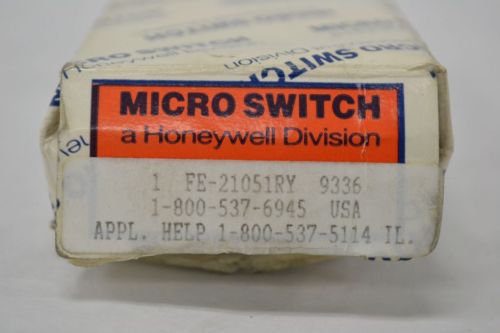 MICRO SWITCH
a Honeywell Division
1 FE-21051RY 9336
1-800-537-6945 USA
APPL. HELP 1-800-537-5114 IL.